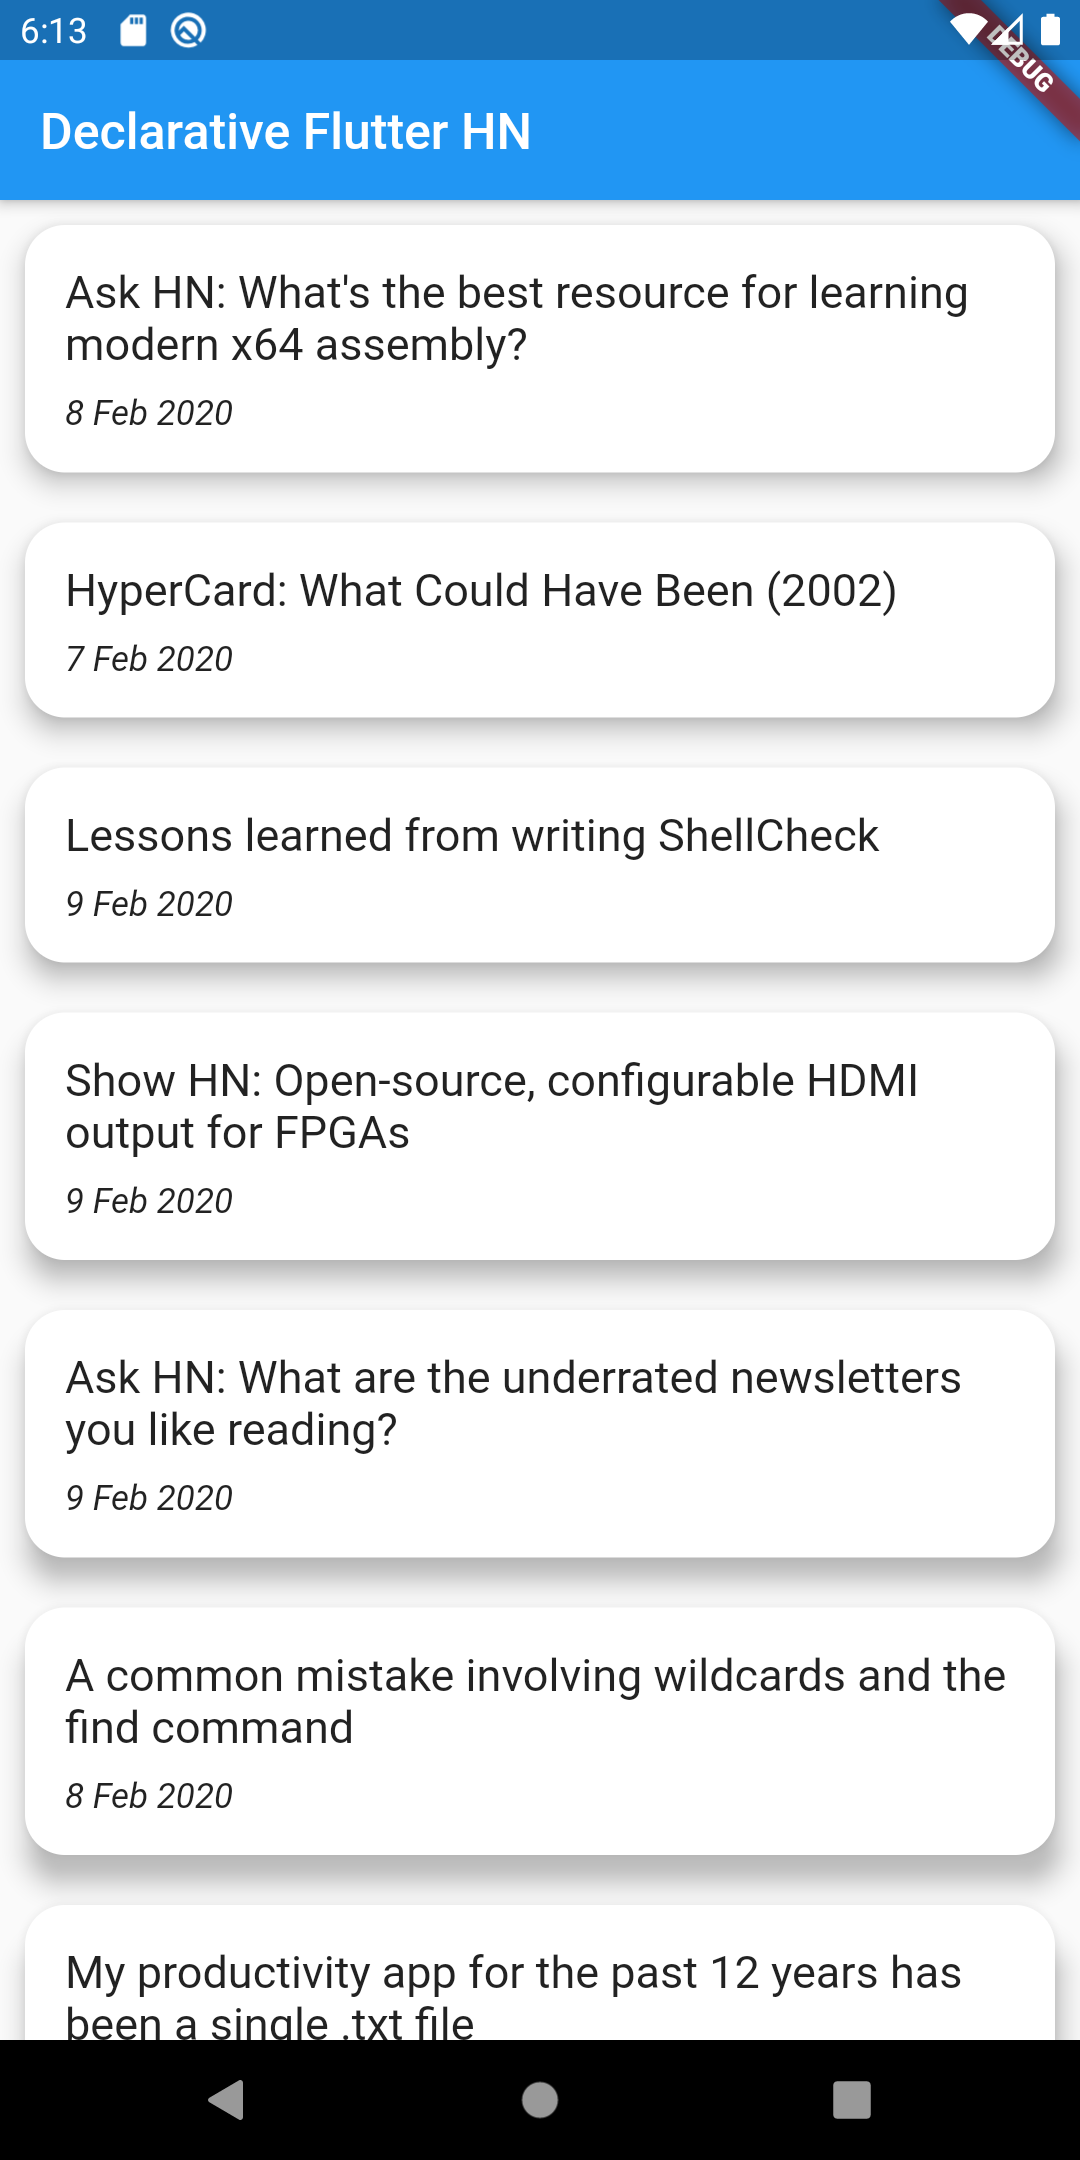 6:13
DEBUG
Declarative Flutter HN
Ask HN: What's the best resource for learning
modern x64 assembly?
8 Feb 2020
HyperCard: What Could Have Been (2002)
7 Feb 2020
Lessons learned from writing ShellCheck
9 Feb 2020
Show HN: Open-source, configurable HDMI
output for FPGAs
9 Feb 2020
Ask HN: What are the underrated newsletters
you like reading?
9 Feb 2020
A common mistake involving wildcards and the
find command
8 Feb 2020
My productivity app for the past 12 years has
been a single .txt file